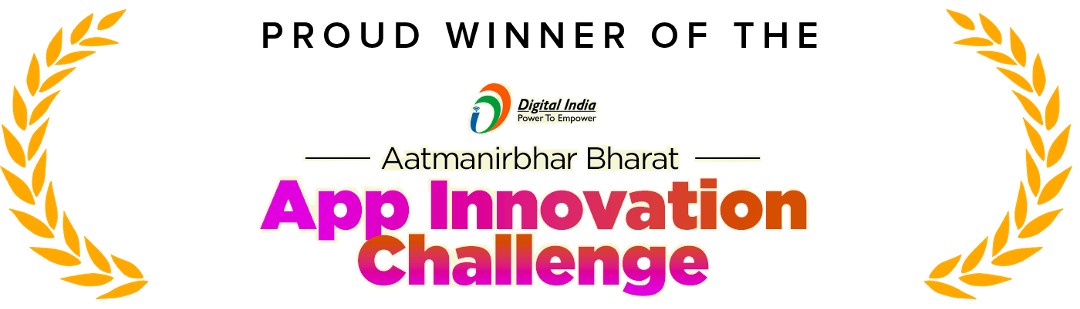 PROUD WINNER OF THE
Digital India
Power To Empower
Aatmanirbhar Bharat
App Innovation
Challenge